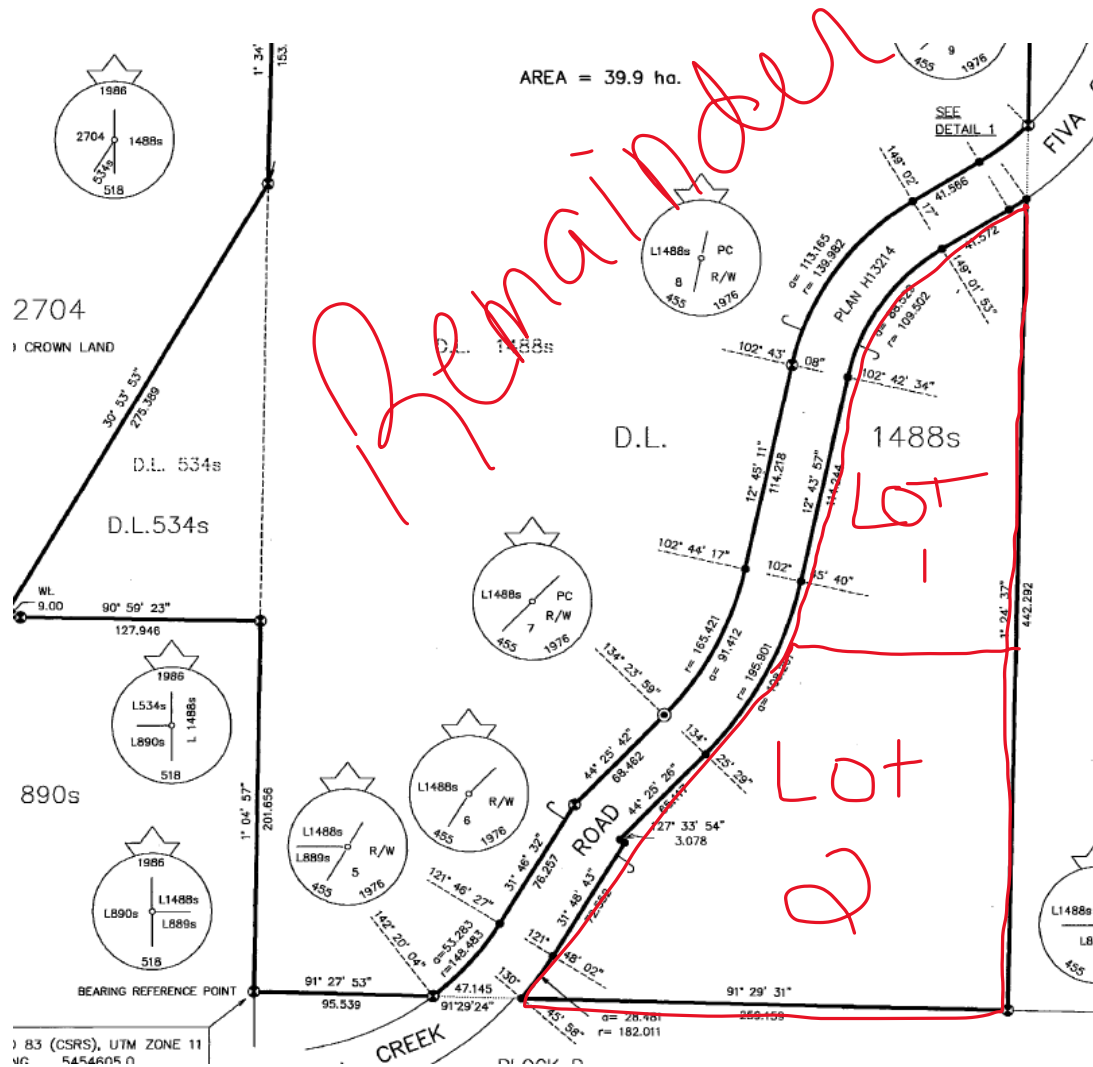 1° 34'
153.
AREA = 39.9 ha.
9
455
1976
SEE
DETAIL 1
FIVA
1986
2704
1488s
534s
518
Remainder
149° 02'
17"
41.586
41.572
149° 01' 53"
L1488s
PC
R/W
8
455
1976
a= 113.165
r= 139.982
PLAN H13214
r= 109.502
2704
CROWN LAND
D.L. 1488s
102° 43'
08"
102° 42' 34"
30° 53' 53"
275.389
D.L. 534s
D.L.534s
D.L.
1488s
12° 45' 11"
114.218
12° 43' 57"
114.244
LOT
1
102° 44' 17"
102°
45' 40"
Wt.
9.00
90° 59' 23"
127.946
L1488s
PC
R/W
7
455
1976
1° 24' 37"
442.292
1986
L534s
L 1488s
L890s
518
134° 23' 59"
r= 165.421
a= 91.412
r= 195.901
134°
25' 29"
890s
1° 04' 57"
201.656
44° 25' 42"
68.462
44° 25' 26"
LOT
2
L1488s
R/W
6
455
1976
L1488s
L889s
R/W
5
455
1976
ROAD
127° 33' 54"
3.078
31° 46' 32"
76.257
31° 48' 43"
1986
L890s
L1488s
L889s
518
121° 46' 27"
142° 20' 04"
a=53.283
r=148.483
121°
48' 02"
L1488s
455
BEARING REFERENCE POINT
91° 27' 53"
95.539
47.145
91°29'24"
130°
45' 58"
91° 29' 31"
259.159
a= 28.481
r= 182.011
CREEK
83 (CSRS), UTM ZONE 11
5454605.0